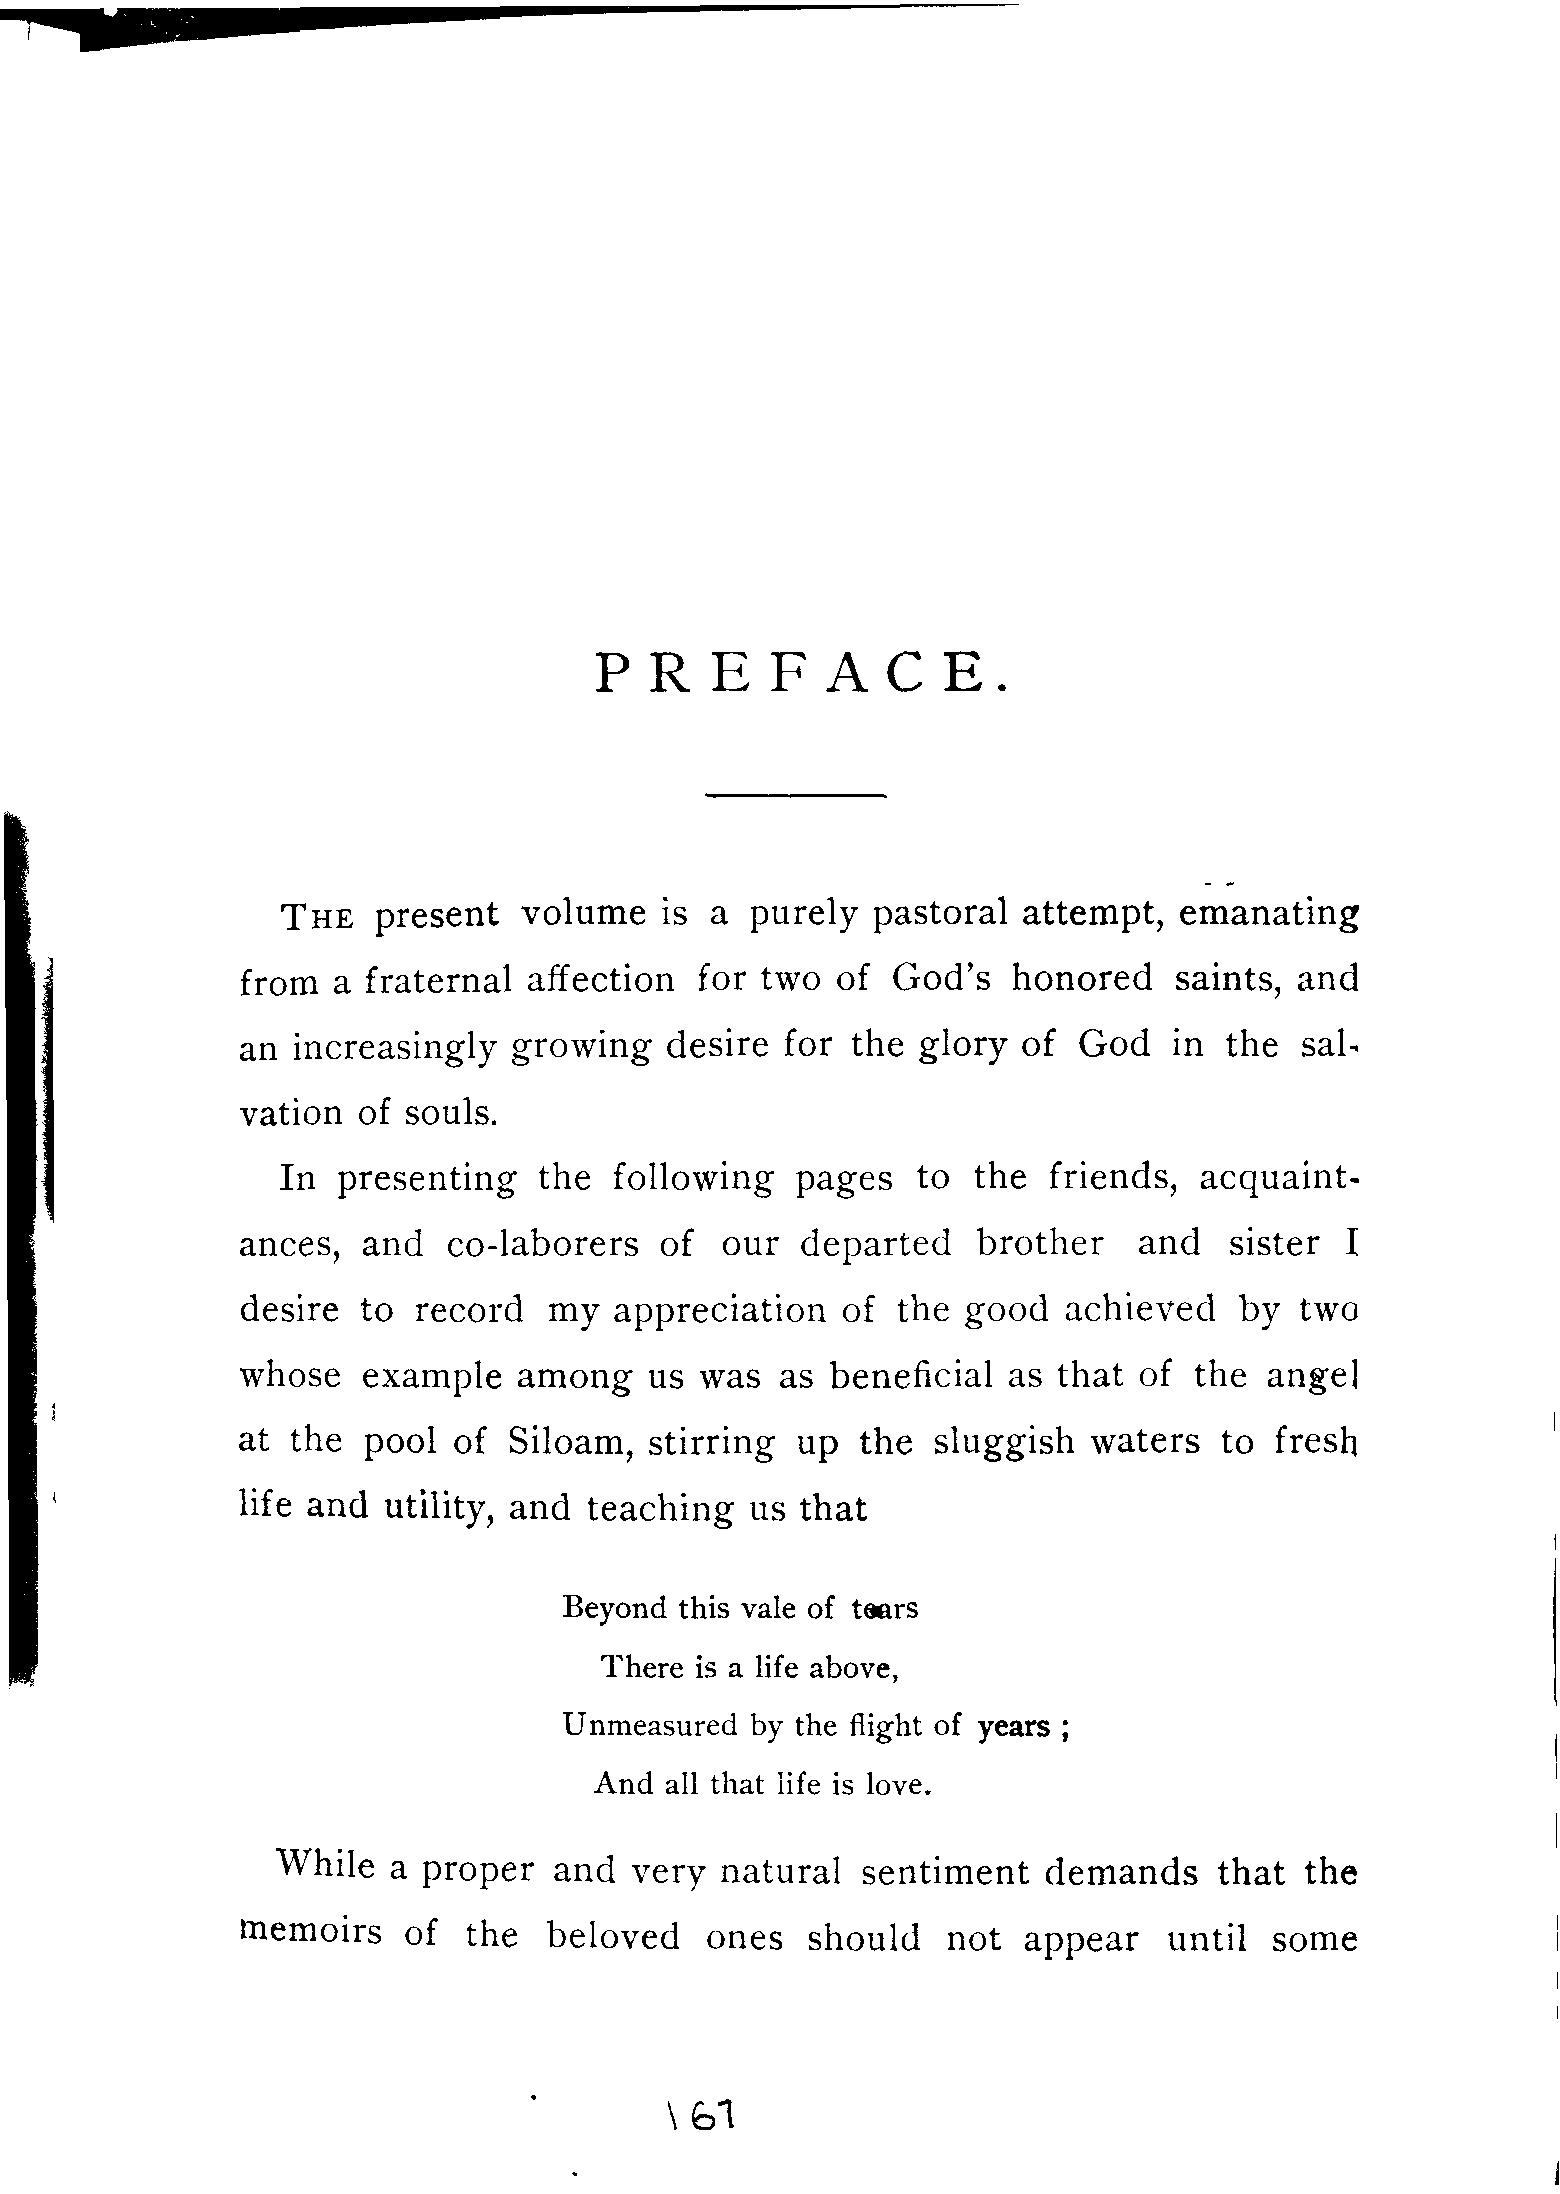 PREFACE.
THE present volume is a purely pastoral attempt, emanating
from a fraternal affection for two of God's honored saints, and
an increasingly growing desire for the glory of God in the sal-
vation of souls.
In presenting the following pages to the friends, acquaint-
ances, and co-laborers of our departed brother and sister I
desire to record my appreciation of the good achieved by two
whose example among us was as beneficial as that of the angel
at the pool of Siloam, stirring up the sluggish waters to fresh
life and utility, and teaching us that
Beyond this vale of tears
There is a life above,
Unmeasured by the flight of years ;
And all that life is love.
While a proper and very natural sentiment demands that the
memoirs of the beloved ones should not appear until some
167